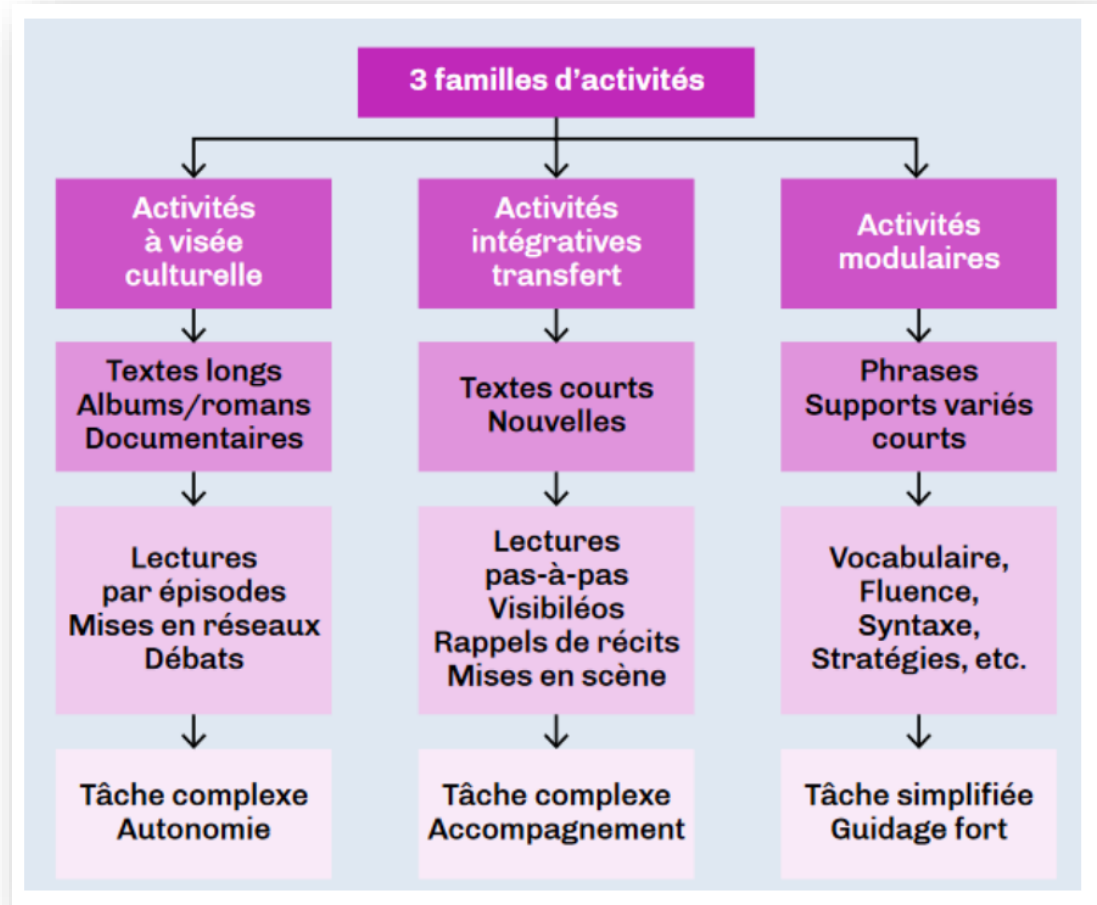 3 familles d’activités
Activités
à visée
culturelle
Textes longs
Albums/romans
Documentaires
Lectures
par épisodes
Mises en réseaux
Débats
Tâche complexe
Autonomie
Activités
intégratives
transfert
Textes courts
Nouvelles
Lectures
pas-à-pas
Visibiléos
Rappels de récits
Mises en scène
Tâche complexe
Accompagnement
Activités
modulaires
Phrases
Supports variés
courts
Vocabulaire,
Fluence,
Syntaxe,
Stratégies, etc.
Tâche simplifiée
Guidage fort